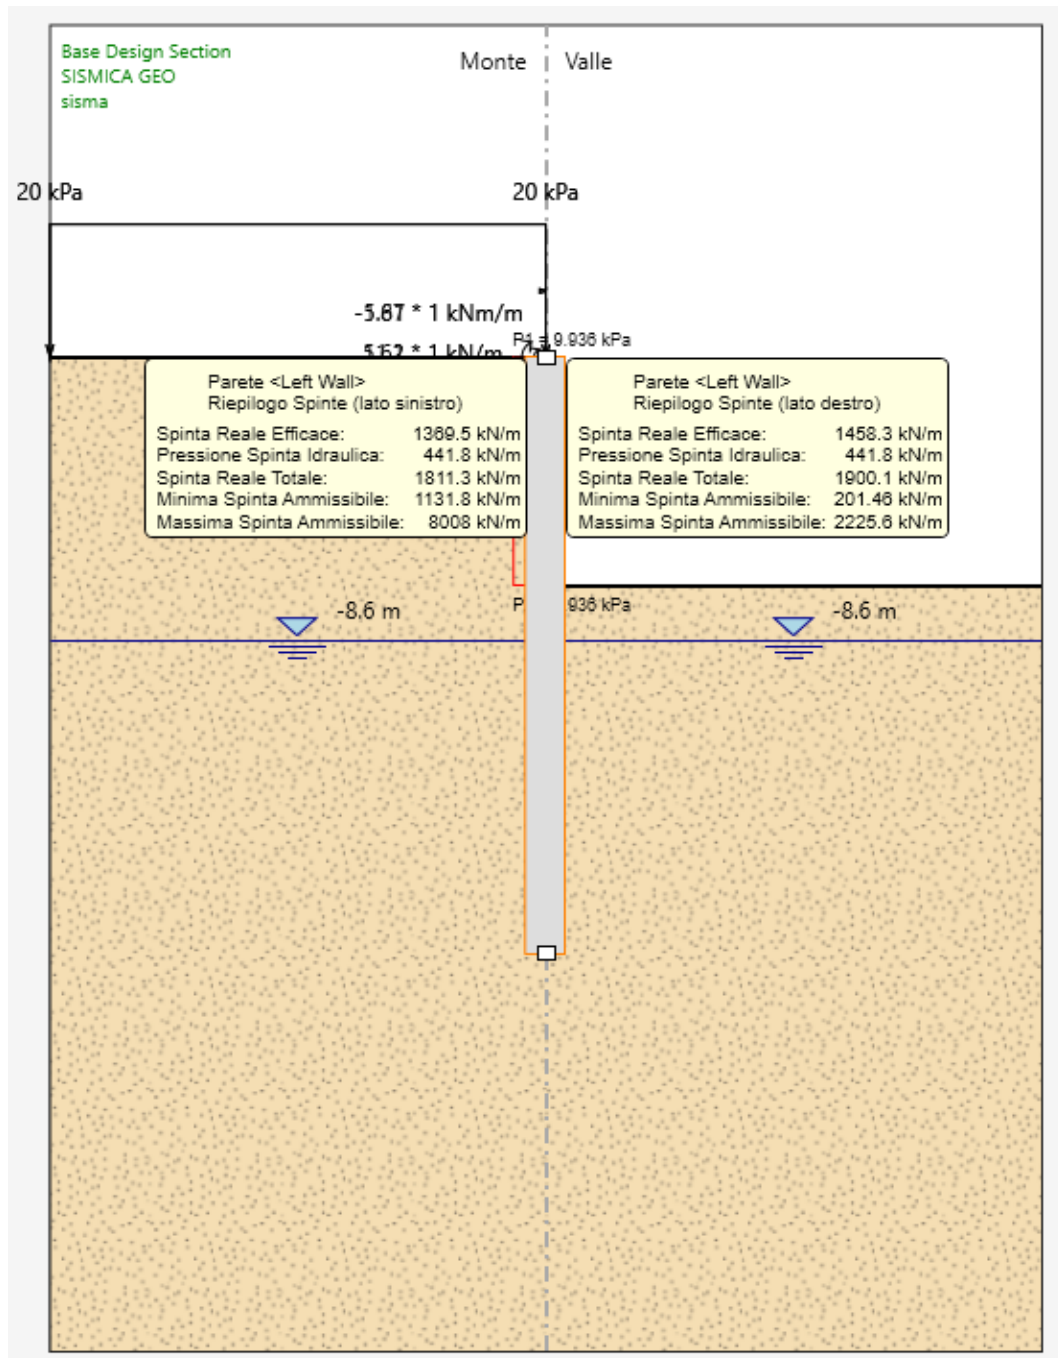 Base Design Section
SISMICA GEO
sisma
Monte
Valle
20 kPa
20 kPa
* 1 kNm/m
9.936 kPa
* 1 kN/m
Parete <Left Wall>
Riepilogo Spinte (lato sinistro)
Spinta Reale Efficace: 1369.5 kN/m
Pressione Spinta Idraulica: 441.8 kN/m
Spinta Reale Totale: 1811.3 kN/m
Minima Spinta Ammissibile: 1131.8 kN/m
Massima Spinta Ammissibile: 8008 kN/m
Parete <Left Wall>
Riepilogo Spinte (lato destro)
Spinta Reale Efficace: 1458.3 kN/m
Pressione Spinta Idraulica: 441.8 kN/m
Spinta Reale Totale: 1900.1 kN/m
Minima Spinta Ammissibile: 201.46 kN/m
Massima Spinta Ammissibile: 2225.6 kN/m
-8.6 m
936 kPa
-8.6 m